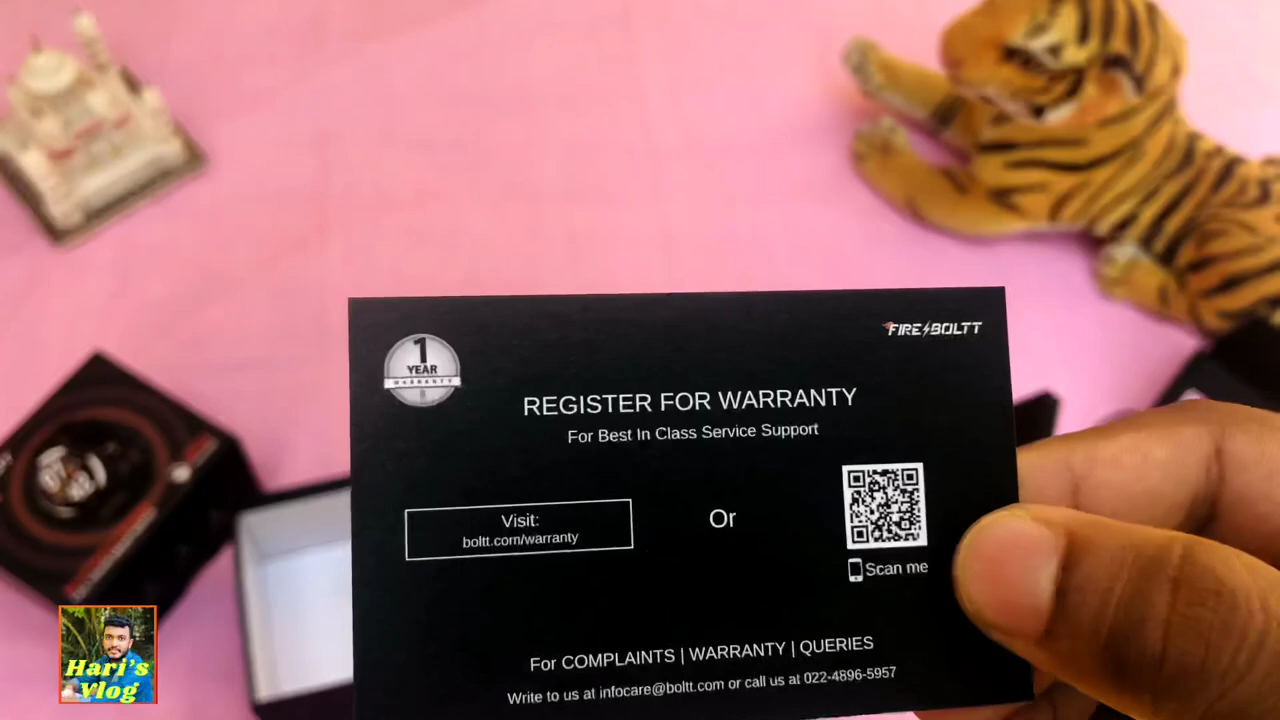 1
YEAR
WARRANTY
FIRE BOLTT
REGISTER FOR WARRANTY
For Best In Class Service Support
Visit:
boltt.com/warranty
Or
Scan me
For COMPLAINTS | WARRANTY | QUERIES
Write to us at infocare@boltt.com or call us at 022-4896-5957
Hari's
Vlog